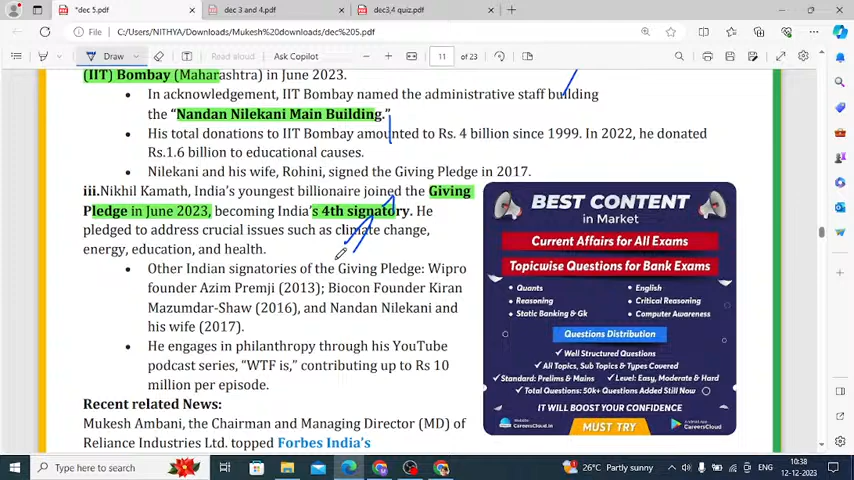 *dec 5.pdf
dec 3 and 4.pdf
dec3,4 quiz.pdf
File
C:/Users/NITHYA/Downloads/Mukesh%20downloads/dec%205.pdf
Draw
Read aloud
Ask Copilot
11
of 23
(IIT) Bombay (Maharashtra) in June 2023.
• In acknowledgement, IIT Bombay named the administrative staff building
the “Nandan Nilekani Main Building.”
• His total donations to IIT Bombay amounted to Rs. 4 billion since 1999. In 2022, he donated
Rs.1.6 billion to educational causes.
• Nilekani and his wife, Rohini, signed the Giving Pledge in 2017.
iii.Nikhil Kamath, India’s youngest billionaire joined the Giving
Pledge in June 2023, becoming India’s 4th signatory. He
pledged to address crucial issues such as climate change,
energy, education, and health.
• Other Indian signatories of the Giving Pledge: Wipro
founder Azim Premji (2013); Biocon Founder Kiran
Mazumdar-Shaw (2016), and Nandan Nilekani and
his wife (2017).
• He engages in philanthropy through his YouTube
podcast series, “WTF is,” contributing up to Rs 10
million per episode.
Recent related News:
Mukesh Ambani, the Chairman and Managing Director (MD) of
Reliance Industries Ltd. topped Forbes India’s
BEST CONTENT
in Market
Current Affairs for All Exams
Topicwise Questions for Bank Exams
• Quants
• Reasoning
• Static Banking & Gk
• English
• Critical Reasoning
• Computer Awareness
Questions Distribution
✓ Well Structured Questions
✓ All Topics, Sub Topics & Types Covered
✓ Standard: Prelims & Mains ✓ Level: Easy, Moderate & Hard
✓ Total Questions: 50k+ Questions Added Still Now
IT WILL BOOST YOUR CONFIDENCE
Website:
CareersCloud.in
MUST TRY
Android App
CareersCloud
Type here to search
26°C Partly sunny
ENG
10:38
12-12-2023